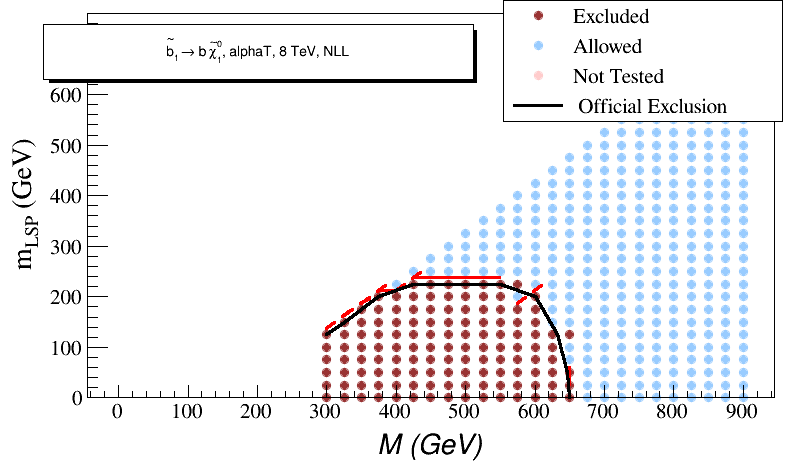 b̃₁ → b χ̃₁⁰, alphaT, 8 TeV, NLL
Excluded
Allowed
Not Tested
Official Exclusion
m_LSP (GeV)
600
500
400
300
200
100
0
0 100 200 300 400 500 600 700 800 900
M (GeV)